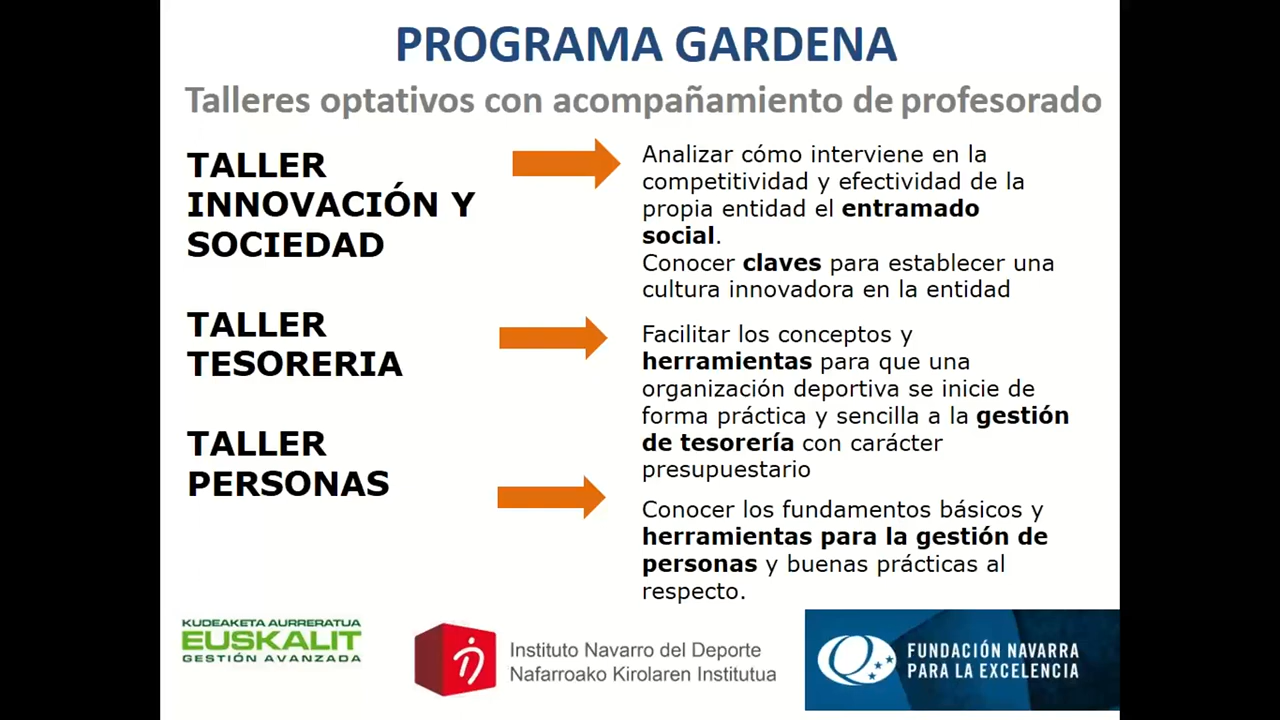 PROGRAMA GARDENA
Talleres optativos con acompañamiento de profesorado
TALLER
INNOVACIÓN Y
SOCIEDAD
Analizar cómo interviene en la
competitividad y efectividad de la
propia entidad el entramado
social.
Conocer claves para establecer una
cultura innovadora en la entidad
TALLER
TESORERIA
Facilitar los conceptos y
herramientas para que una
organización deportiva se inicie de
forma práctica y sencilla a la gestión
de tesorería con carácter
presupuestario
TALLER
PERSONAS
Conocer los fundamentos básicos y
herramientas para la gestión de
personas y buenas prácticas al
respecto.
KUDEAKETA AURRERATUA
EUSKALIT
GESTIÓN AVANZADA
Instituto Navarro del Deporte
Nafarroako Kirolaren Institutua
FUNDACIÓN NAVARRA
PARA LA EXCELENCIA